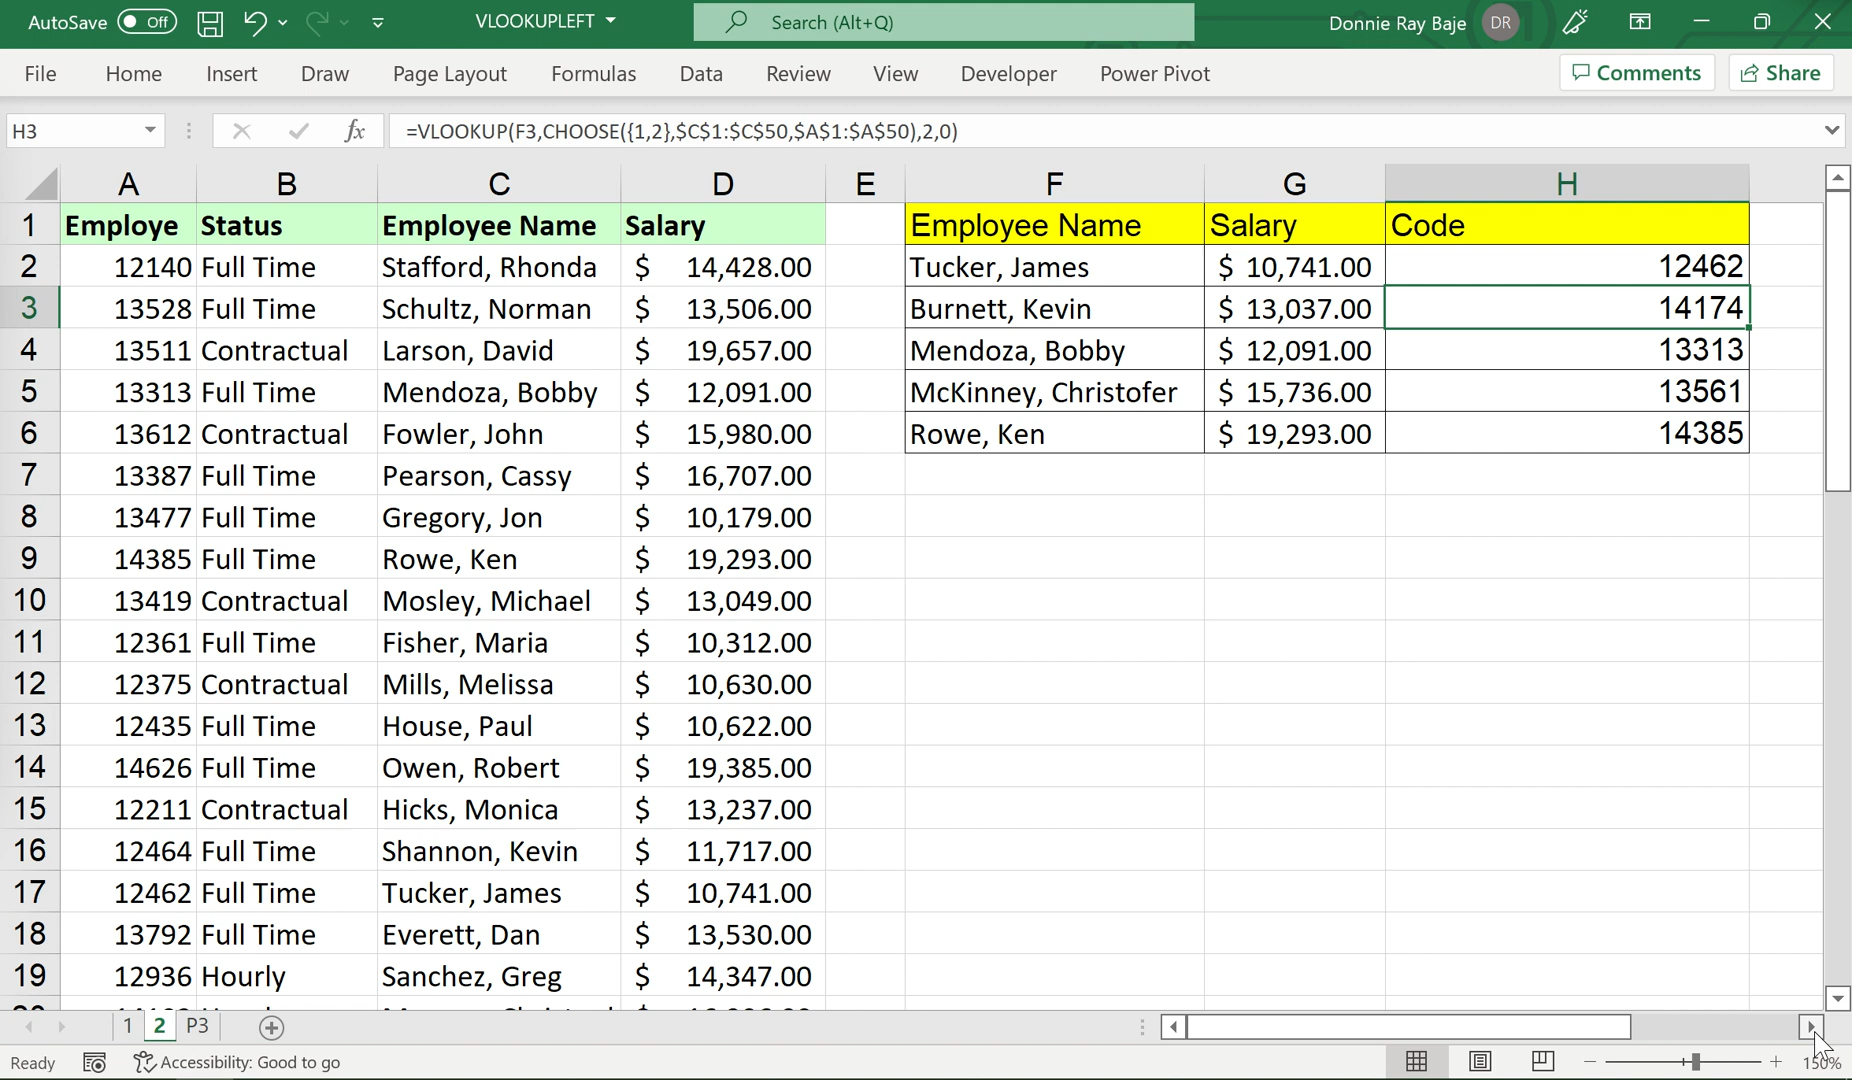 AutoSave Off VLOOKUPLEFT Search (Alt+Q) Donnie Ray Baje DR
File Home Insert Draw Page Layout Formulas Data Review View Developer Power Pivot Comments Share
H3 fx =VLOOKUP(F3,CHOOSE({1,2},$C$1:$C$50,$A$1:$A$50),2,0)
A B C D E F G H
1 Employe Status Employee Name Salary Employee Name Salary Code
2 12140 Full Time Stafford, Rhonda $ 14,428.00 Tucker, James $ 10,741.00 12462
3 13528 Full Time Schultz, Norman $ 13,506.00 Burnett, Kevin $ 13,037.00 14174
4 13511 Contractual Larson, David $ 19,657.00 Mendoza, Bobby $ 12,091.00 13313
5 13313 Full Time Mendoza, Bobby $ 12,091.00 McKinney, Christofer $ 15,736.00 13561
6 13612 Contractual Fowler, John $ 15,980.00 Rowe, Ken $ 19,293.00 14385
7 13387 Full Time Pearson, Cassy $ 16,707.00
8 13477 Full Time Gregory, Jon $ 10,179.00
9 14385 Full Time Rowe, Ken $ 19,293.00
10 13419 Contractual Mosley, Michael $ 13,049.00
11 12361 Full Time Fisher, Maria $ 10,312.00
12 12375 Contractual Mills, Melissa $ 10,630.00
13 12435 Full Time House, Paul $ 10,622.00
14 14626 Full Time Owen, Robert $ 19,385.00
15 12211 Contractual Hicks, Monica $ 13,237.00
16 12464 Full Time Shannon, Kevin $ 11,717.00
17 12462 Full Time Tucker, James $ 10,741.00
18 13792 Full Time Everett, Dan $ 13,530.00
19 12936 Hourly Sanchez, Greg $ 14,347.00
1 2 P3
Ready Accessibility: Good to go 150%